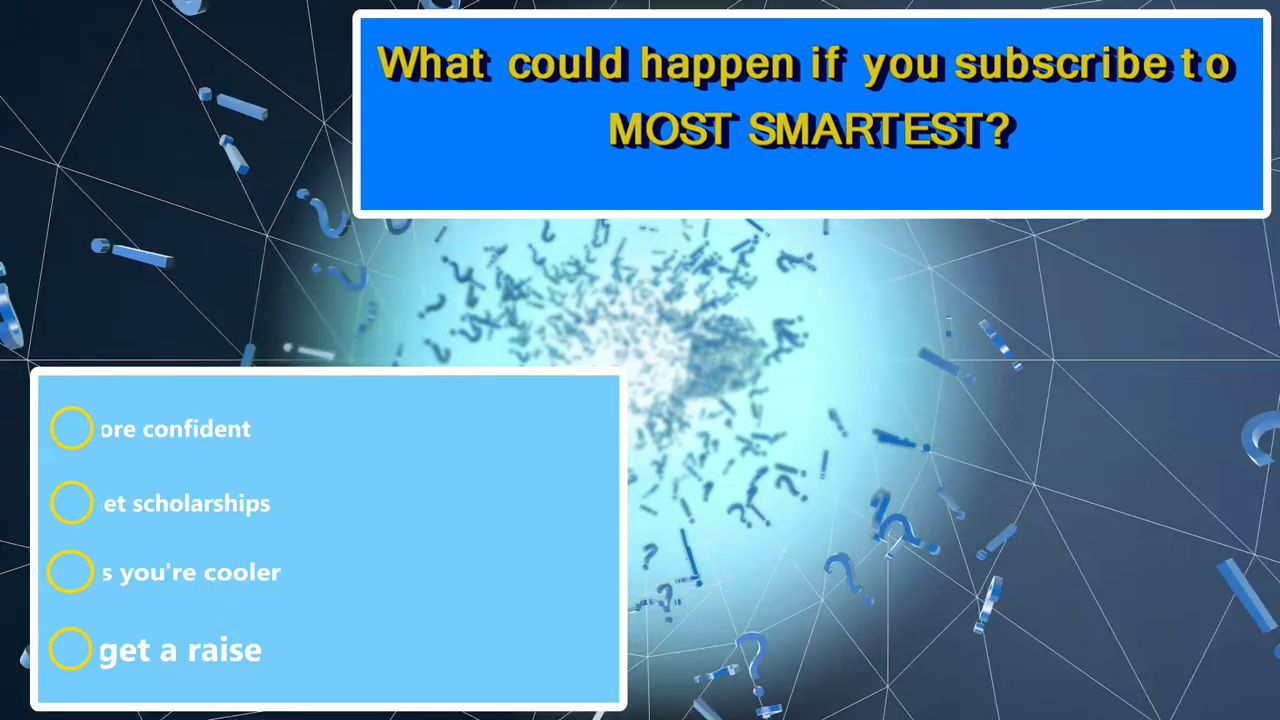 What could happen if you subscribe to
MOST SMARTEST?
ore confident
et scholarships
s you're cooler
get a raise